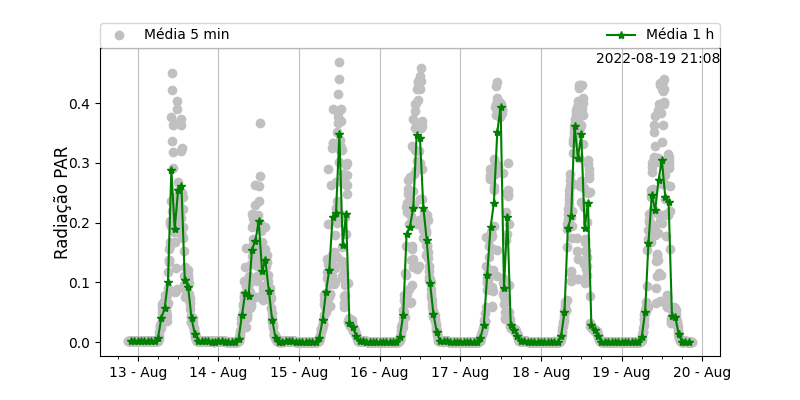 Média 5 min
Média 1 h
2022-08-19 21:08
Radiação PAR
0.4
0.3
0.2
0.1
0.0
13 - Aug
14 - Aug
15 - Aug
16 - Aug
17 - Aug
18 - Aug
19 - Aug
20 - Aug